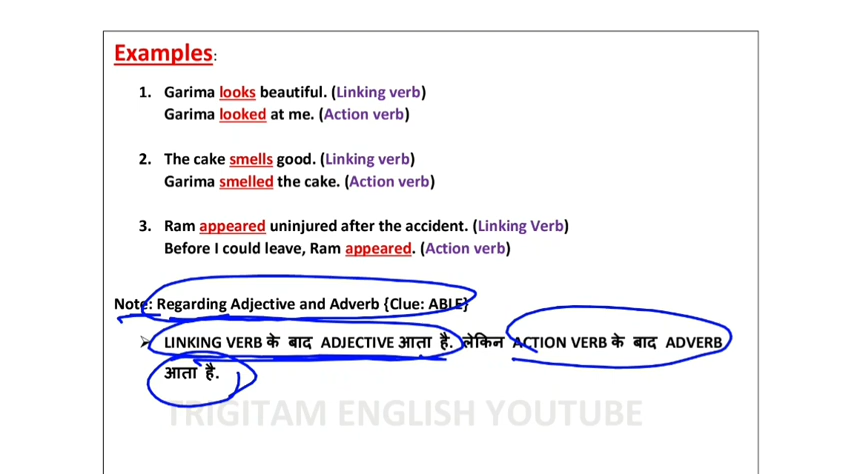 Examples:
1. Garima looks beautiful. (Linking verb)
Garima looked at me. (Action verb)
2. The cake smells good. (Linking verb)
Garima smelled the cake. (Action verb)
3. Ram appeared uninjured after the accident. (Linking Verb)
Before I could leave, Ram appeared. (Action verb)
Note: Regarding Adjective and Adverb {Clue: ABLE}
➢ LINKING VERB के बाद ADJECTIVE आता है. लेकिन ACTION VERB के बाद ADVERB
आता है.
TRIGITAM ENGLISH YOUTUBE